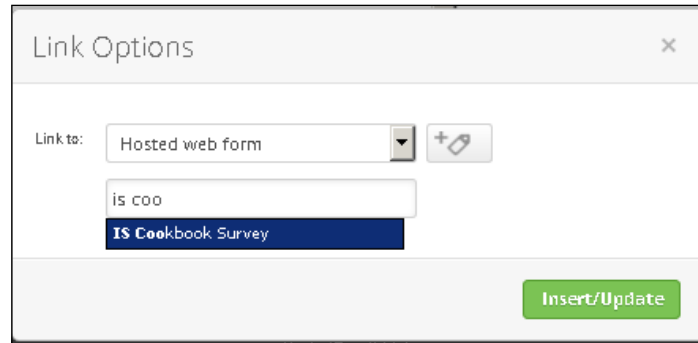 Link Options
×
Link to:
Hosted web form
+
is coo
IS Cookbook Survey
Insert/Update